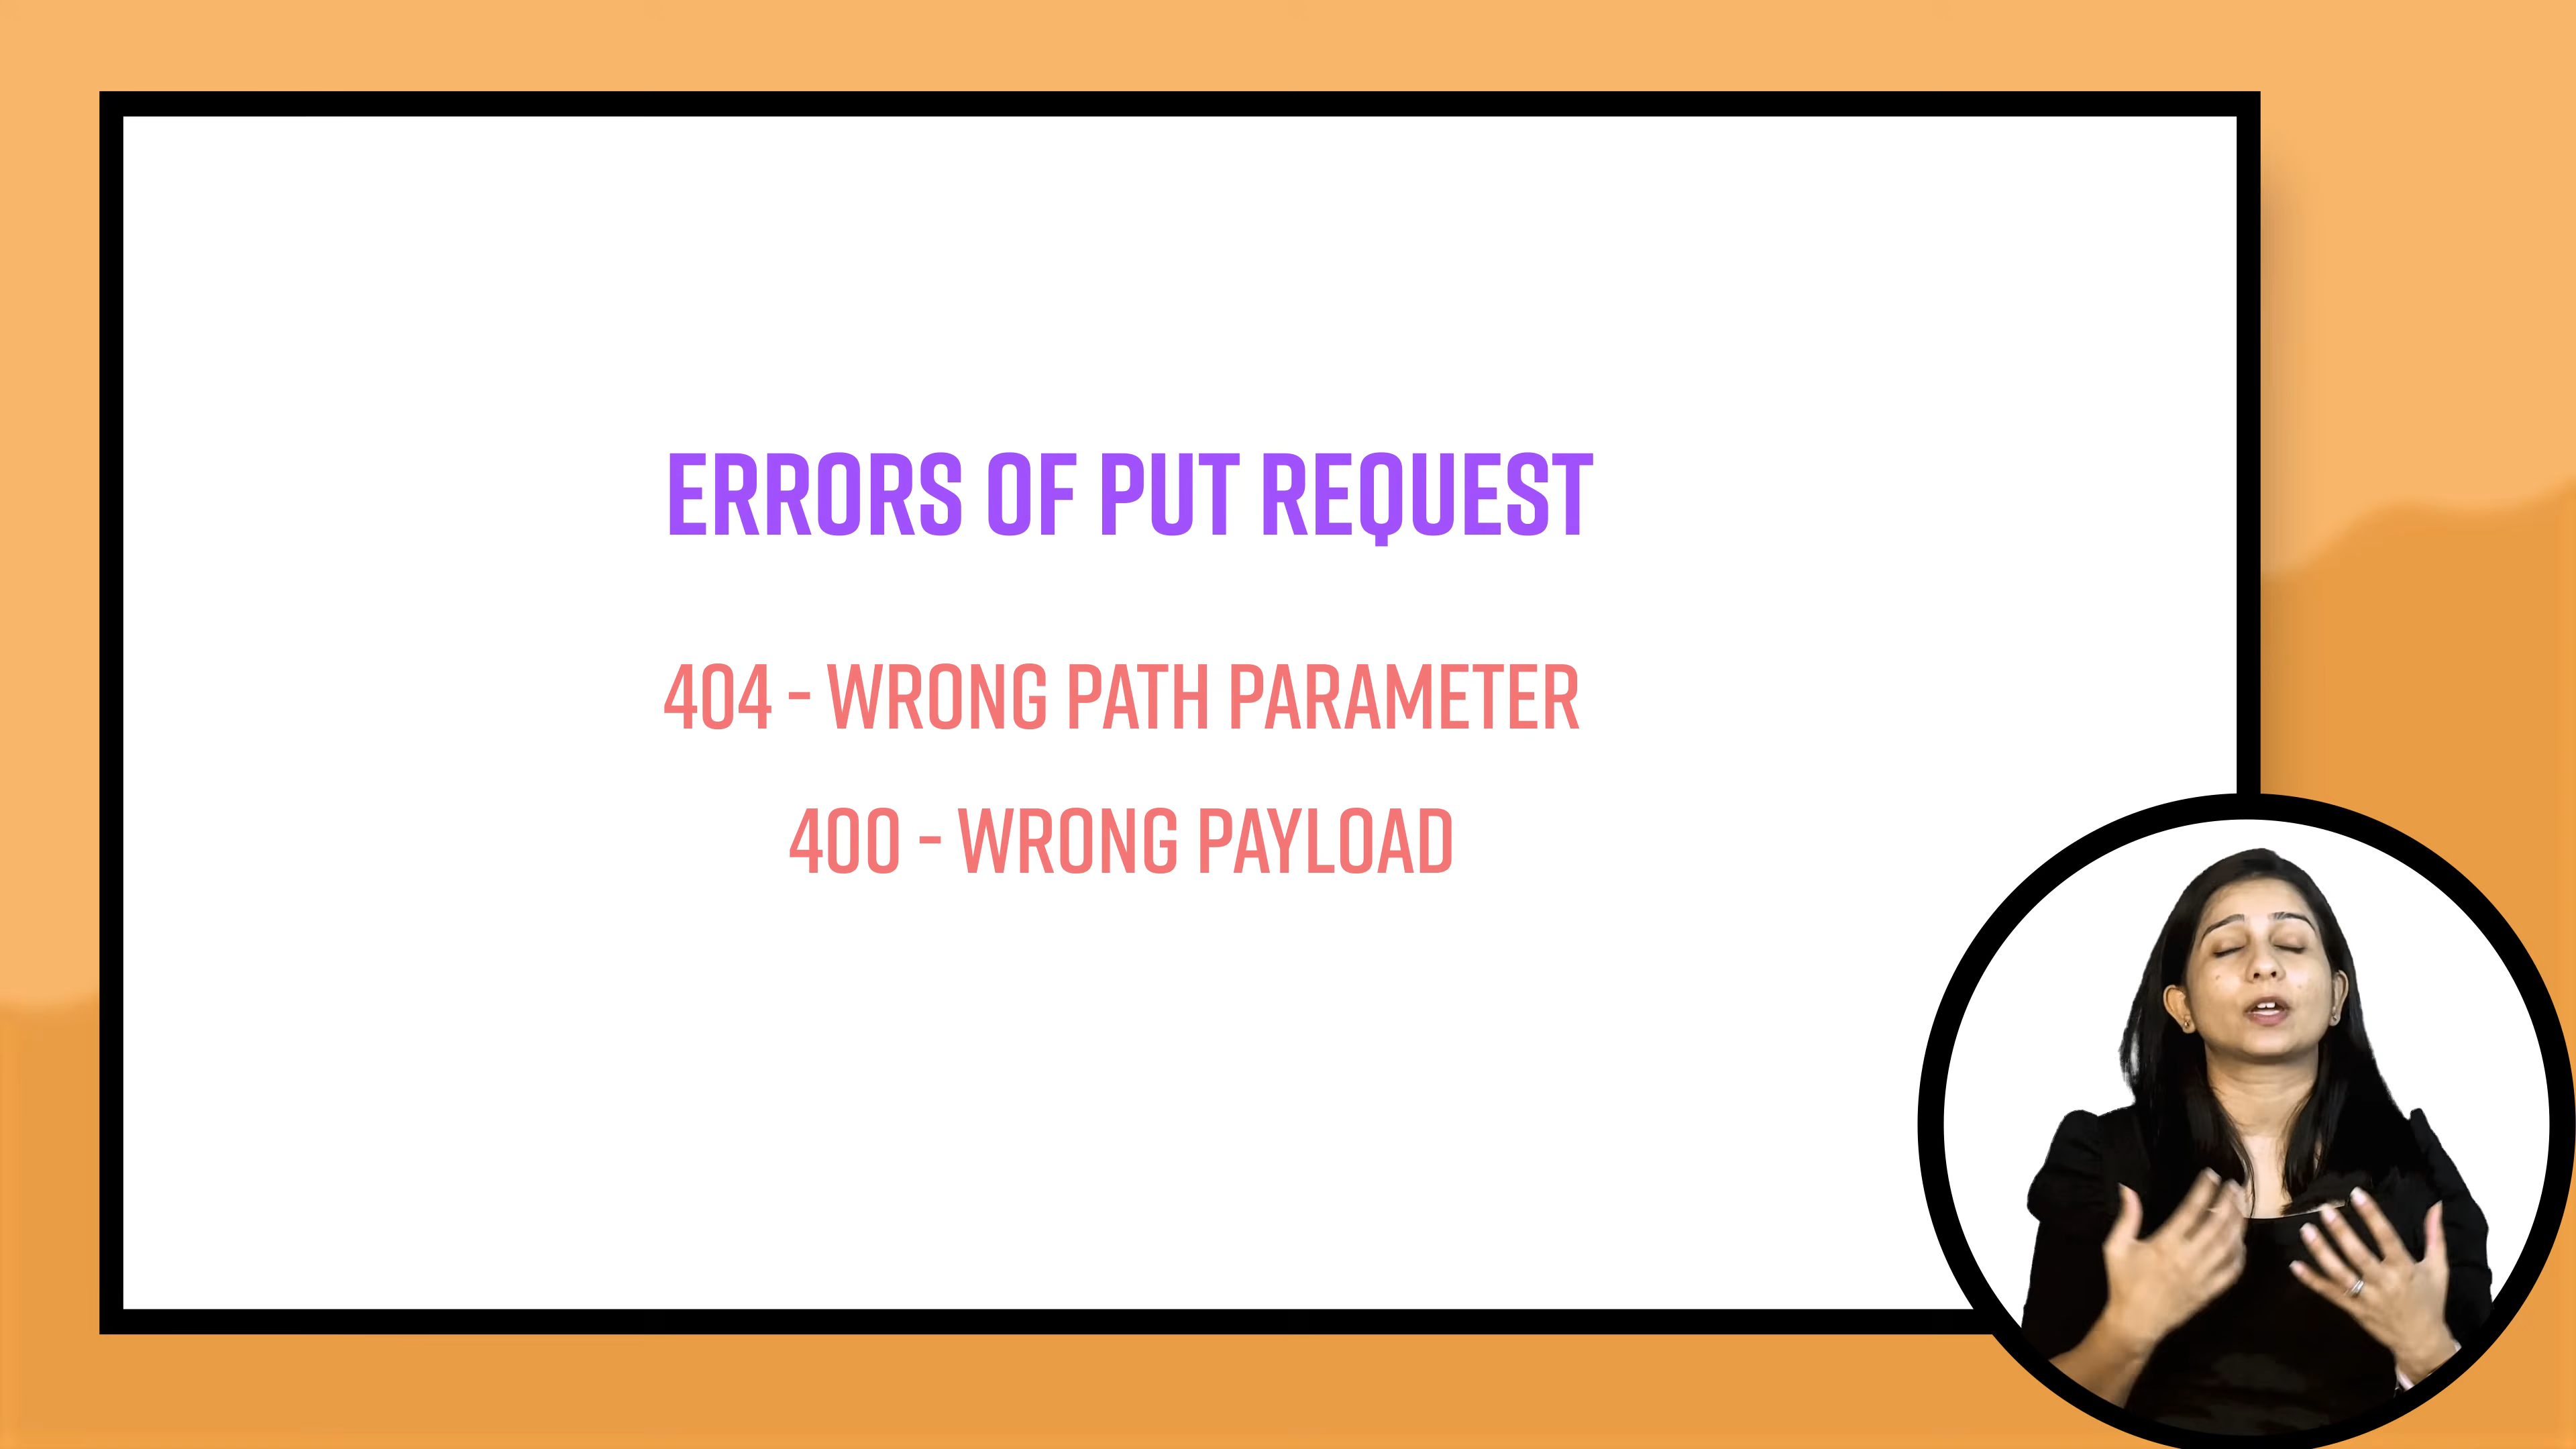 ERRORS OF PUT REQUEST
404 - WRONG PATH PARAMETER
400 - WRONG PAYLOAD